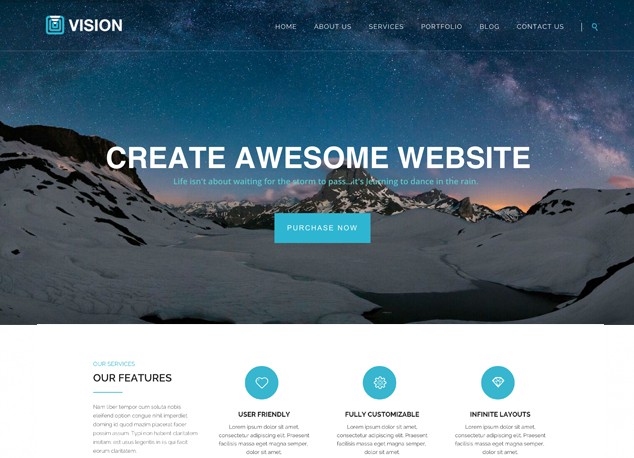 VISION
HOME ABOUT US SERVICES PORTFOLIO BLOG CONTACT US
CREATE AWESOME WEBSITE
Life isn't about waiting for the storm to pass...it's learning to dance in the rain.
PURCHASE NOW
OUR SERVICES
OUR FEATURES
Nam liber tempor cum soluta nobis
eleifend option congue nihil imperdiet
doming id quod mazim placerat facer
possim assum. Typi non habent claritatem
insitam; est usus legentis in iis qui facit
eorum claritatem.
USER FRIENDLY
Lorem ipsum dolor sit amet,
consectetur adipiscing elit. Praesent
facilisis massa eget magna semper,
dolor sit amet.
FULLY CUSTOMIZABLE
Lorem ipsum dolor sit amet,
consectetur adipiscing elit. Praesent
facilisis massa eget magna semper,
dolor sit amet.
INFINITE LAYOUTS
Lorem ipsum dolor sit amet,
consectetur adipiscing elit. Praesent
facilisis massa eget magna semper,
dolor sit amet.